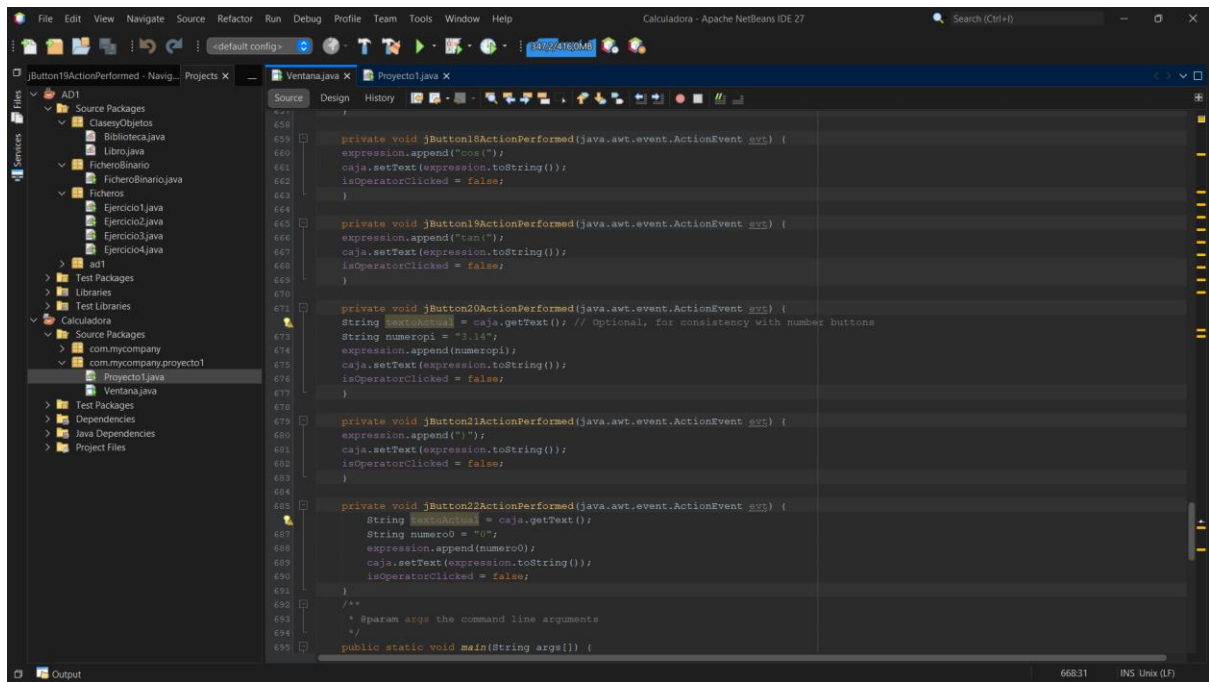 File Edit View Navigate Source Refactor Run Debug Profile Team Tools Window Help Calculadora - Apache NetBeans IDE 27 Search (Ctrl+I)
<default config> 347,2/416,0MB
jButton19ActionPerformed - Navig... Projects × Ventana.java × Proyecto1.java ×
Files
Services
AD1
Source Packages
ClasesyObjetos
Biblioteca.java
Libro.java
FicheroBinario
FicheroBinario.java
Ficheros
Ejercicio1.java
Ejercicio2.java
Ejercicio3.java
Ejercicio4.java
ad1
Test Packages
Libraries
Test Libraries
Calculadora
Source Packages
com.mycompany
com.mycompany.proyecto1
Proyecto1.java
Ventana.java
Test Packages
Dependencies
Java Dependencies
Project Files
Source Design History
657 }
658
659 private void jButton18ActionPerformed(java.awt.event.ActionEvent evt) {
660 expression.append("cos(");
661 caja.setText(expression.toString());
662 isOperatorClicked = false;
663 }
664
665 private void jButton19ActionPerformed(java.awt.event.ActionEvent evt) {
666 expression.append("tan(");
667 caja.setText(expression.toString());
668 isOperatorClicked = false;
669 }
670
671 private void jButton20ActionPerformed(java.awt.event.ActionEvent evt) {
String textoActual = caja.getText(); // Optional, for consistency with number buttons
673 String numeropi = "3.14";
674 expression.append(numeropi);
675 caja.setText(expression.toString());
676 isOperatorClicked = false;
677 }
678
679 private void jButton21ActionPerformed(java.awt.event.ActionEvent evt) {
680 expression.append(")");
681 caja.setText(expression.toString());
682 isOperatorClicked = false;
683 }
684
685 private void jButton22ActionPerformed(java.awt.event.ActionEvent evt) {
String textoActual = caja.getText();
687 String numero0 = "0";
688 expression.append(numero0);
689 caja.setText(expression.toString());
690 isOperatorClicked = false;
691 }
692 /**
693 * @param args the command line arguments
694 */
695 public static void main(String args[]) {
Output 668:31 INS Unix (LF)